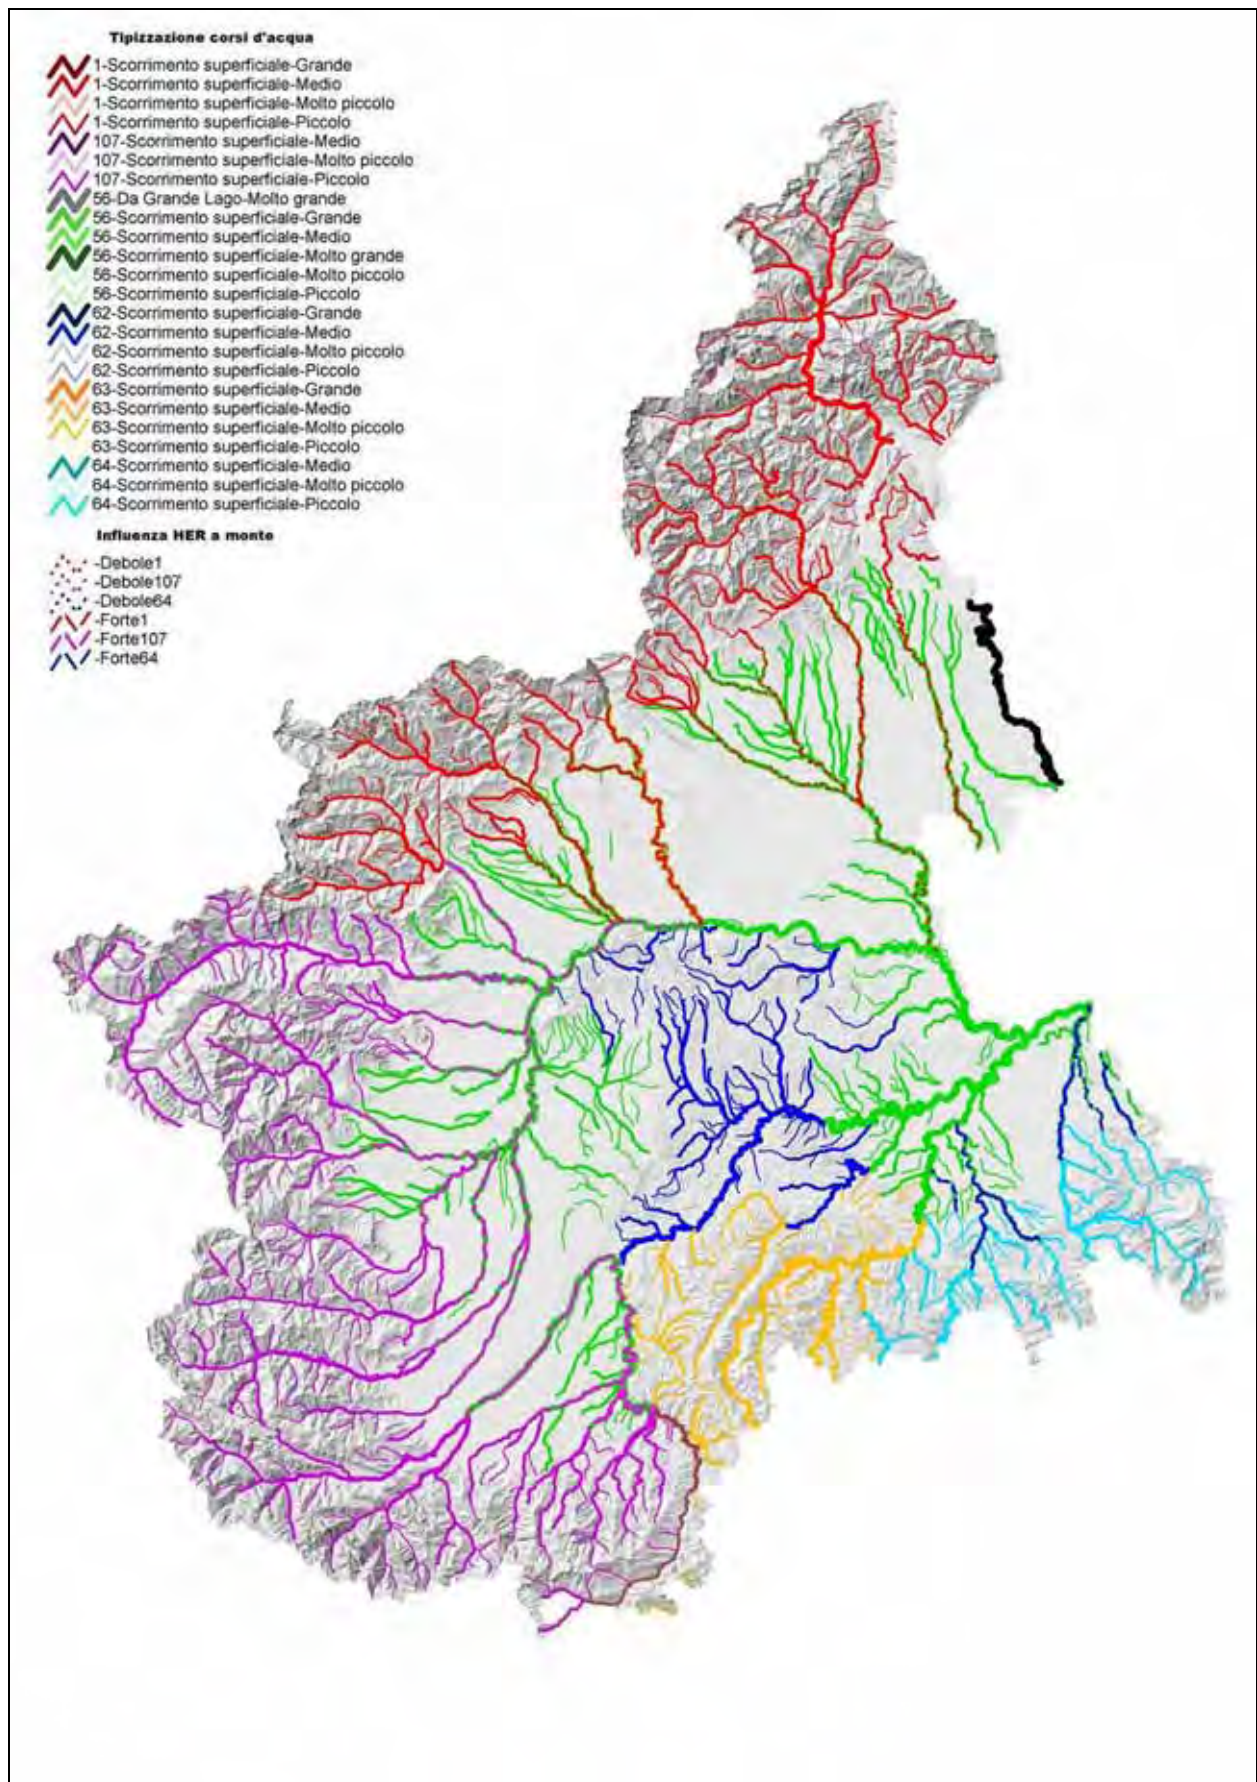 Tipizzazione corsi d'acqua
1-Scorrimento superficiale-Grande
1-Scorrimento superficiale-Medio
1-Scorrimento superficiale-Molto piccolo
1-Scorrimento superficiale-Piccolo
107-Scorrimento superficiale-Medio
107-Scorrimento superficiale-Molto piccolo
107-Scorrimento superficiale-Piccolo
56-Da Grande Lago-Molto grande
56-Scorrimento superficiale-Grande
56-Scorrimento superficiale-Medio
56-Scorrimento superficiale-Molto grande
56-Scorrimento superficiale-Molto piccolo
56-Scorrimento superficiale-Piccolo
62-Scorrimento superficiale-Grande
62-Scorrimento superficiale-Medio
62-Scorrimento superficiale-Molto piccolo
62-Scorrimento superficiale-Piccolo
63-Scorrimento superficiale-Grande
63-Scorrimento superficiale-Medio
63-Scorrimento superficiale-Molto piccolo
63-Scorrimento superficiale-Piccolo
64-Scorrimento superficiale-Medio
64-Scorrimento superficiale-Molto piccolo
64-Scorrimento superficiale-Piccolo
Influenza HER a monte
-Debole1
-Debole107
-Debole64
-Forte1
-Forte107
-Forte64